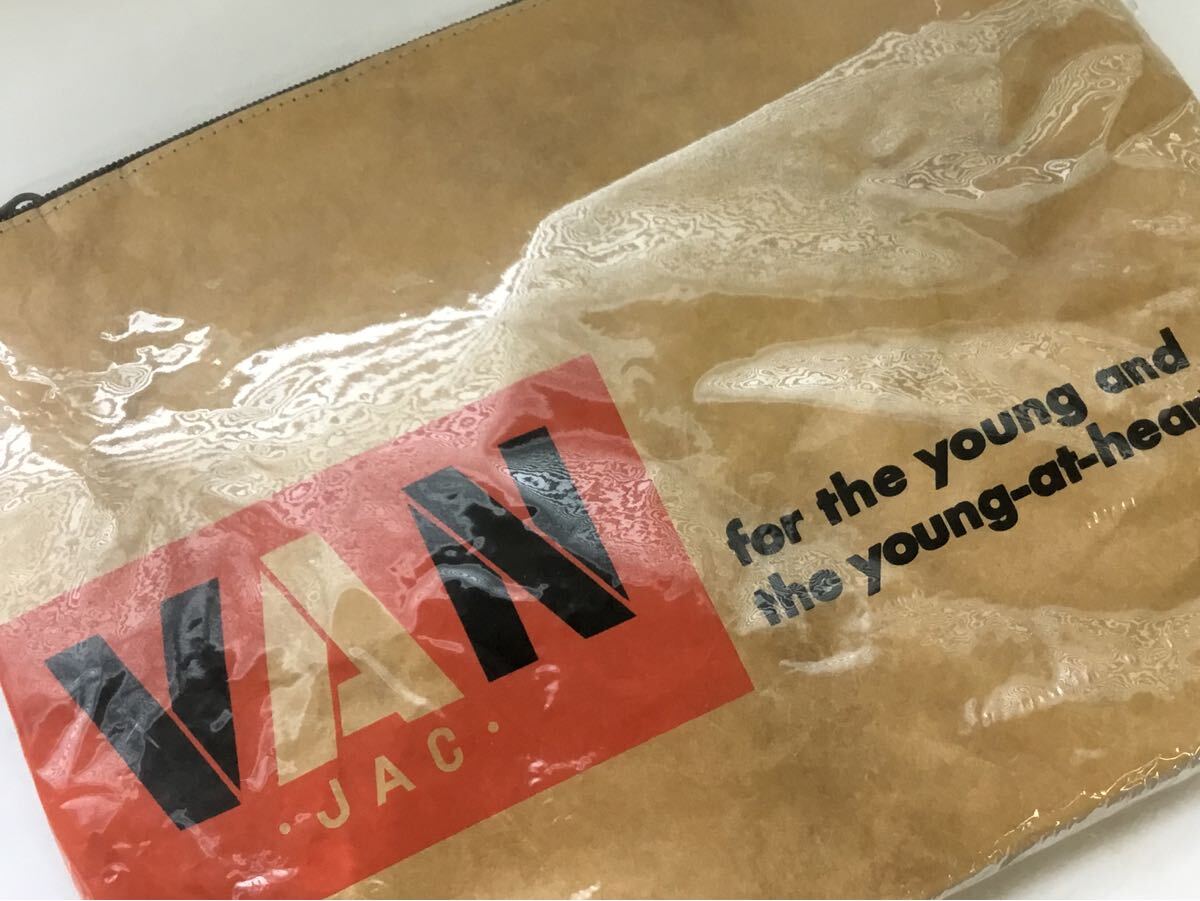 VAN
·JAC·
for the young and
the young-at-hear